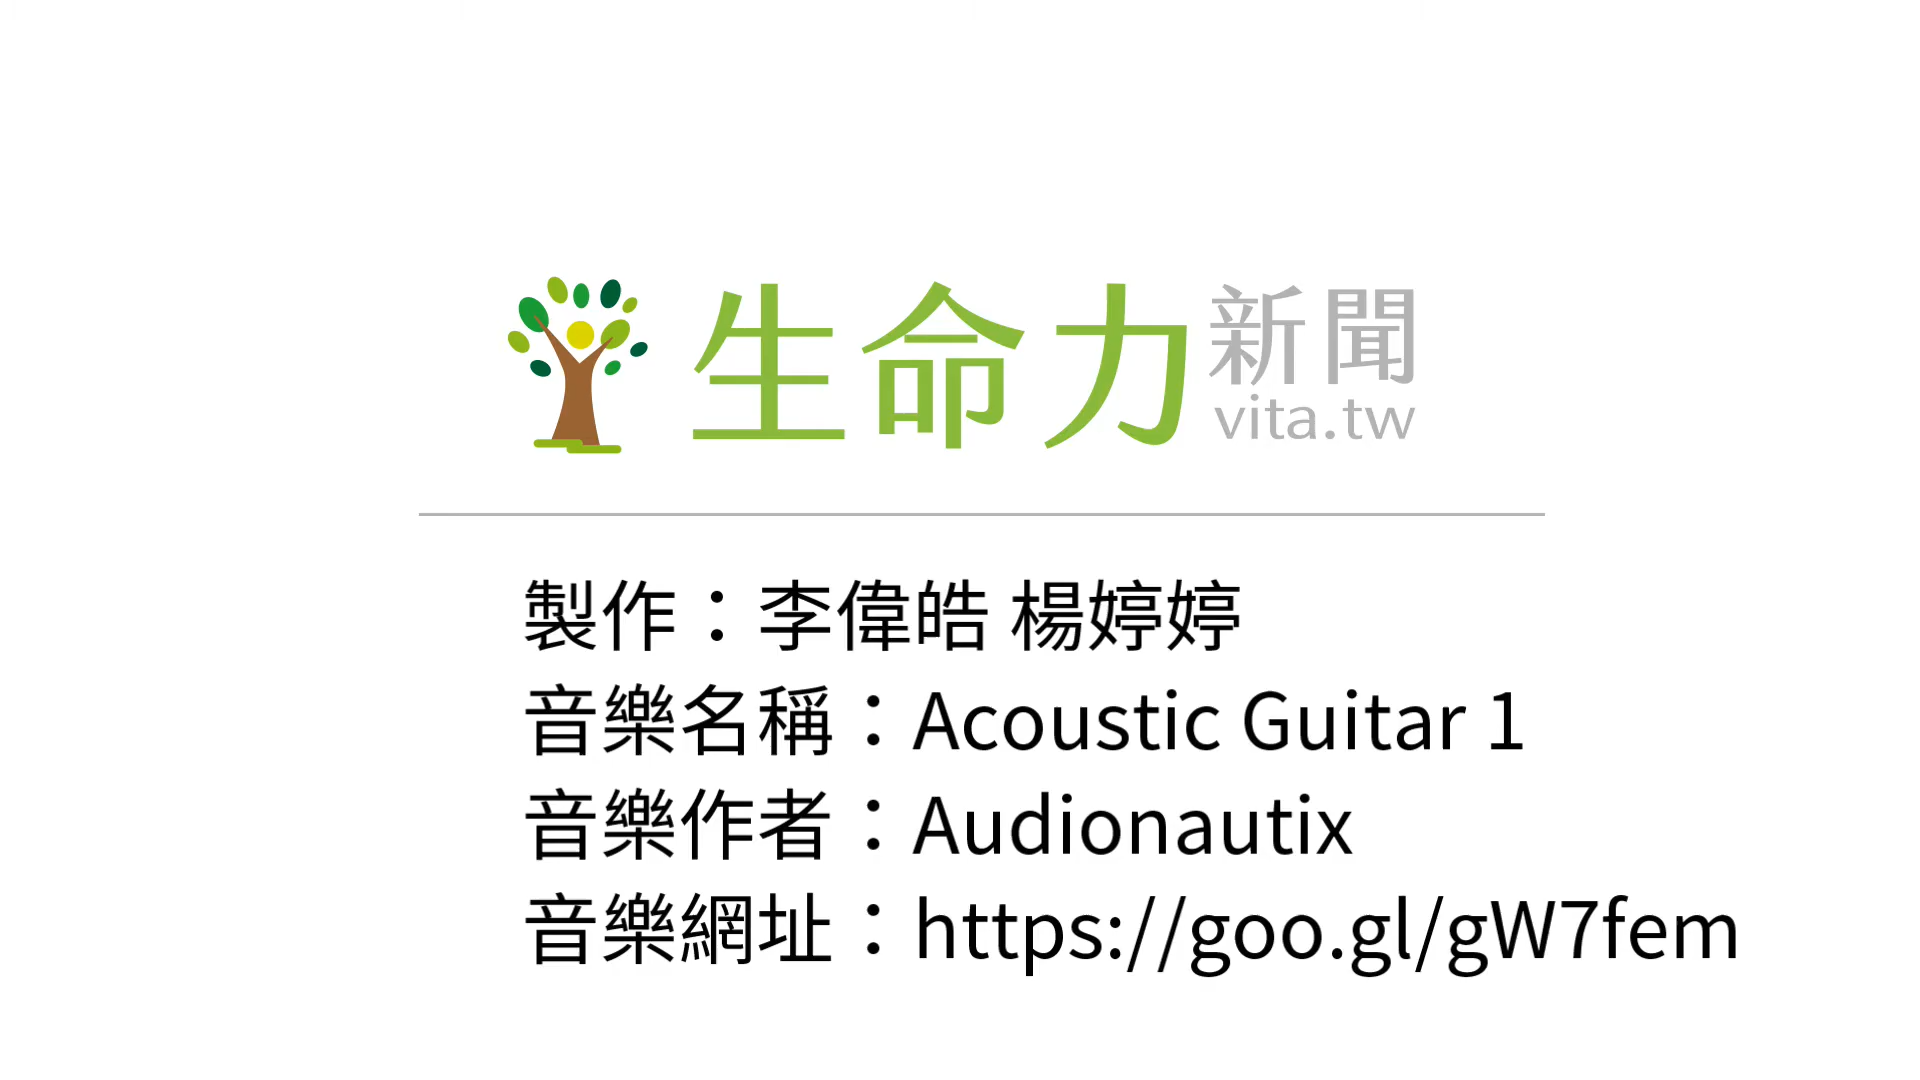 生命力新聞
vita.tw
製作：李偉皓 楊婷婷
音樂名稱：Acoustic Guitar 1
音樂作者：Audionautix
音樂網址：https://goo.gl/gW7fem